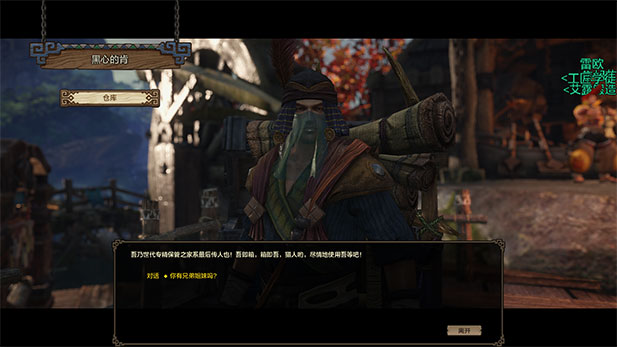 黑心的肯
仓库
雷欧
<工房学徒
<艾露
造
吾乃世代专精保管之家系最后传人也！吾即箱，箱即吾，猎人哟，尽情地使用吾等吧！
对话 ◆ 你有兄弟姐妹吗？
离开